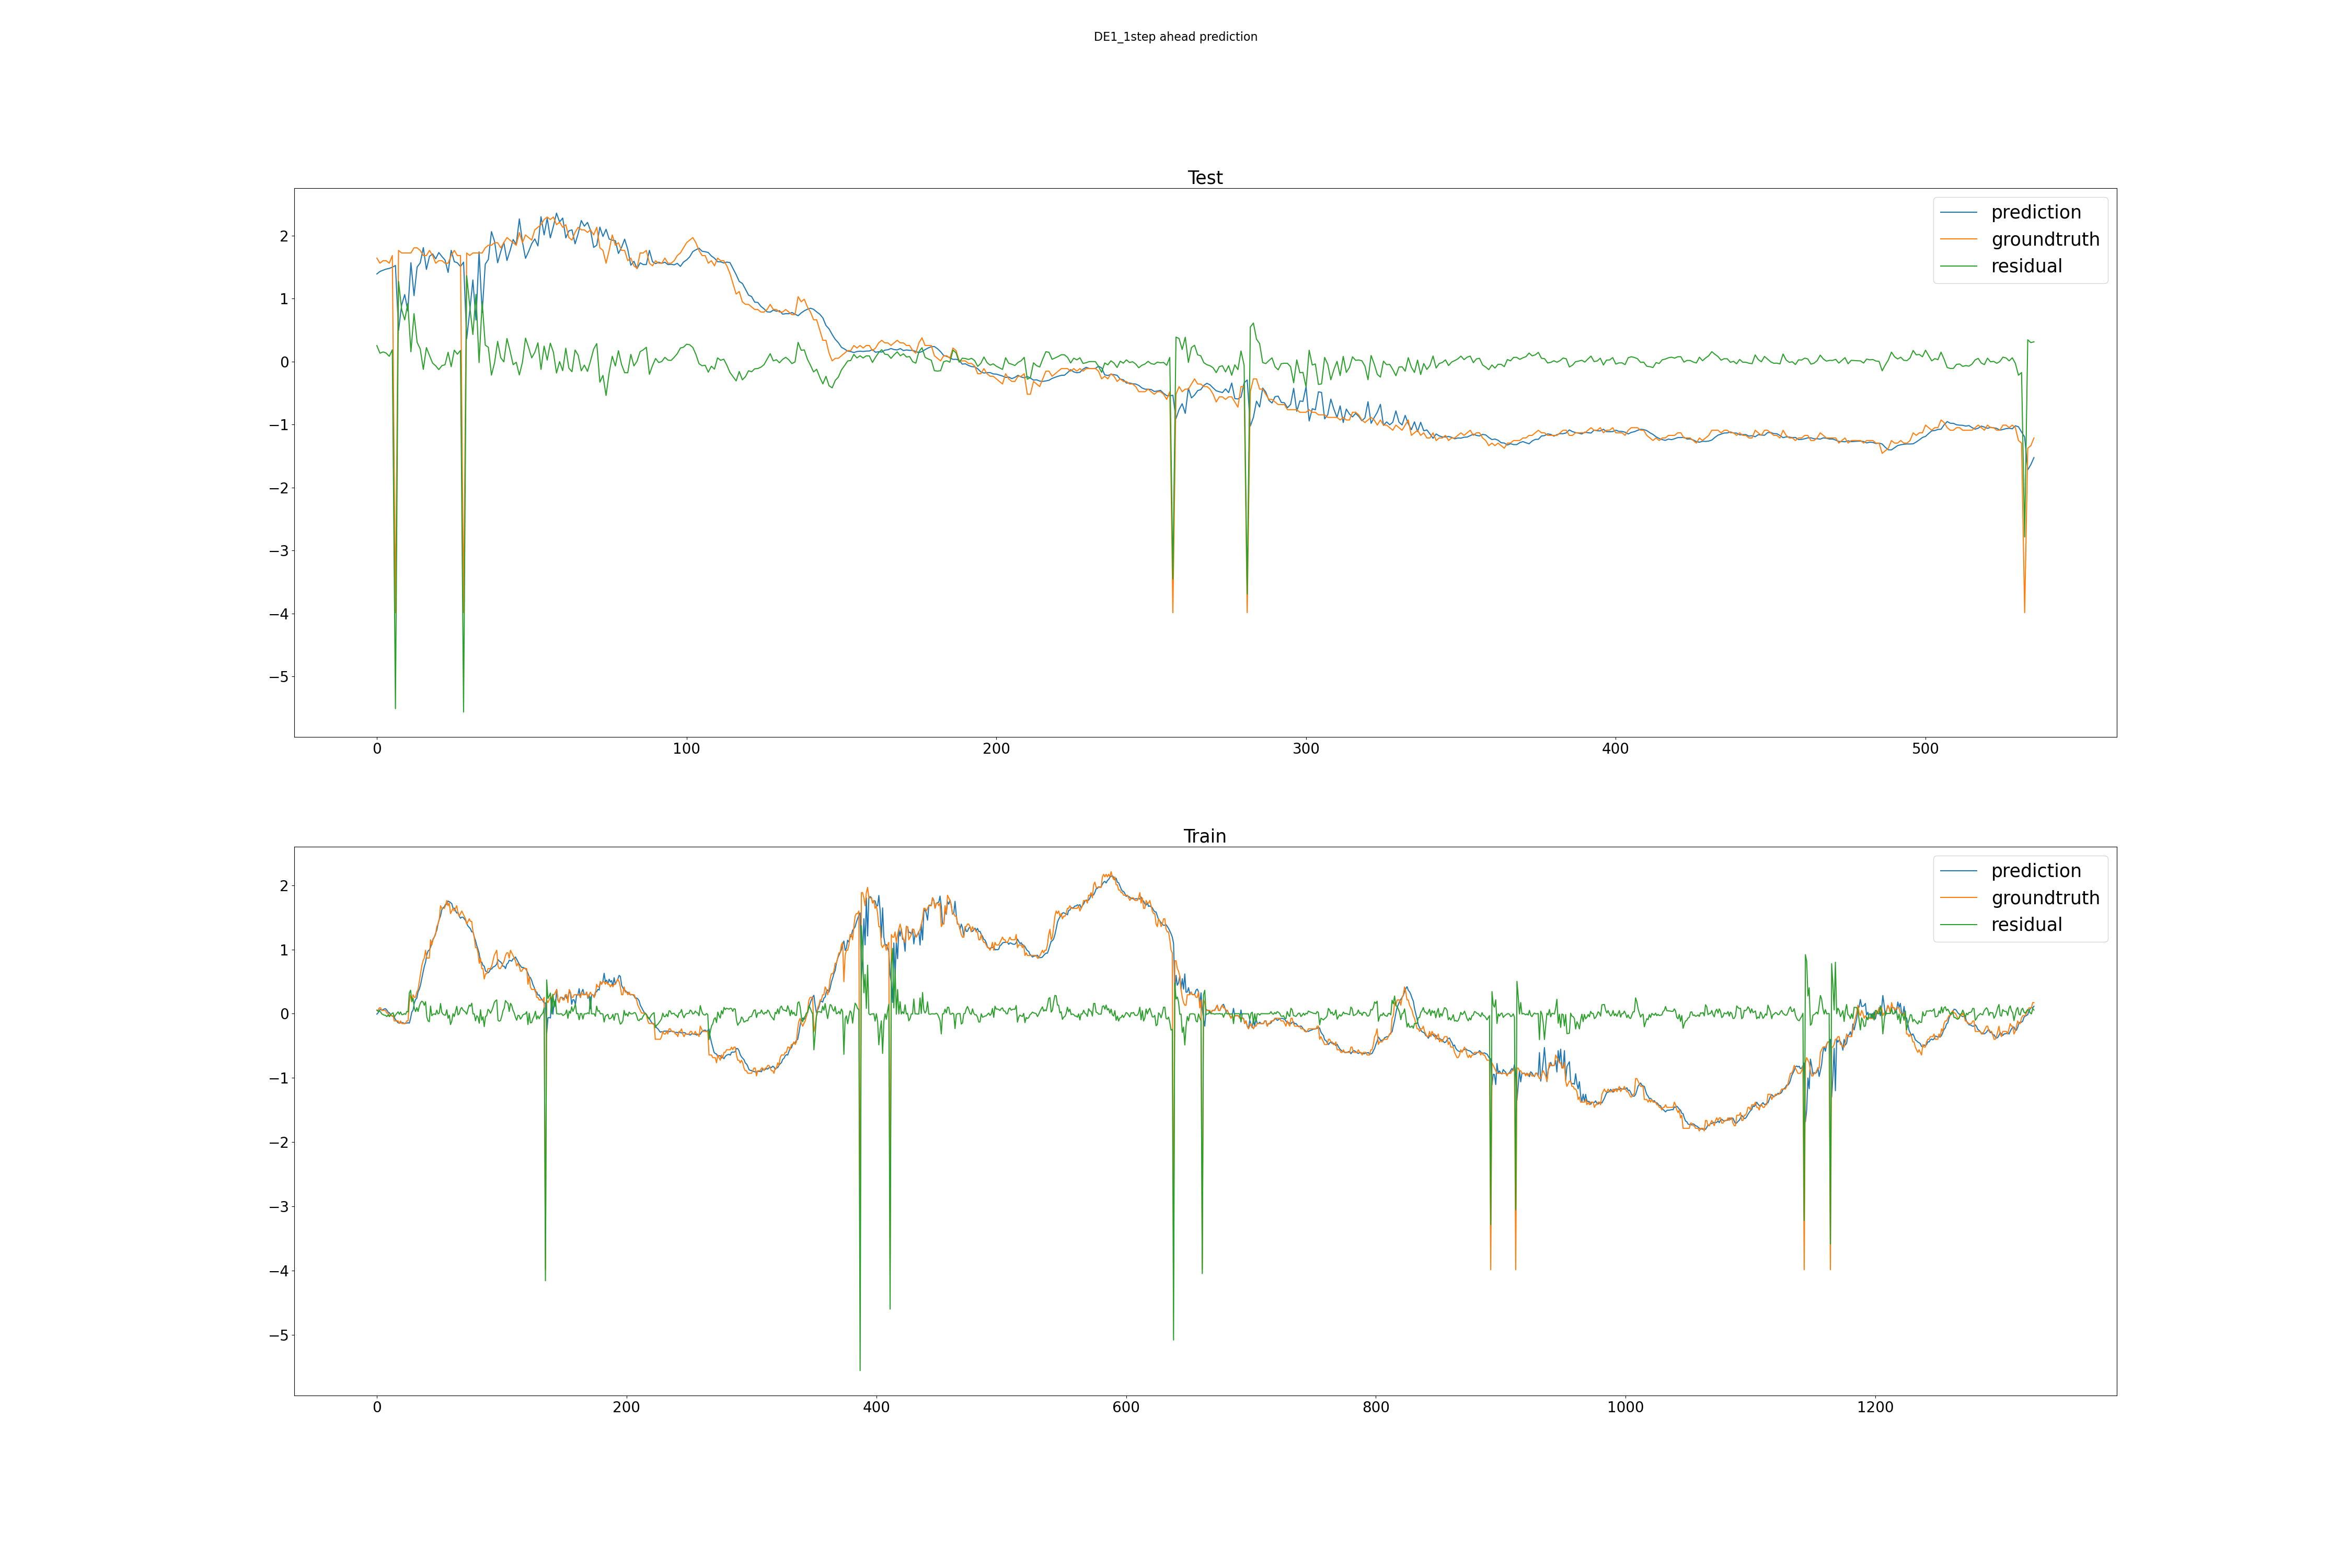 DE1_1step ahead prediction
Test
prediction
groundtruth
residual
2
1
0
−1
−2
−3
−4
−5
0 100 200 300 400 500
Train
prediction
groundtruth
residual
2
1
0
−1
−2
−3
−4
−5
0 200 400 600 800 1000 1200